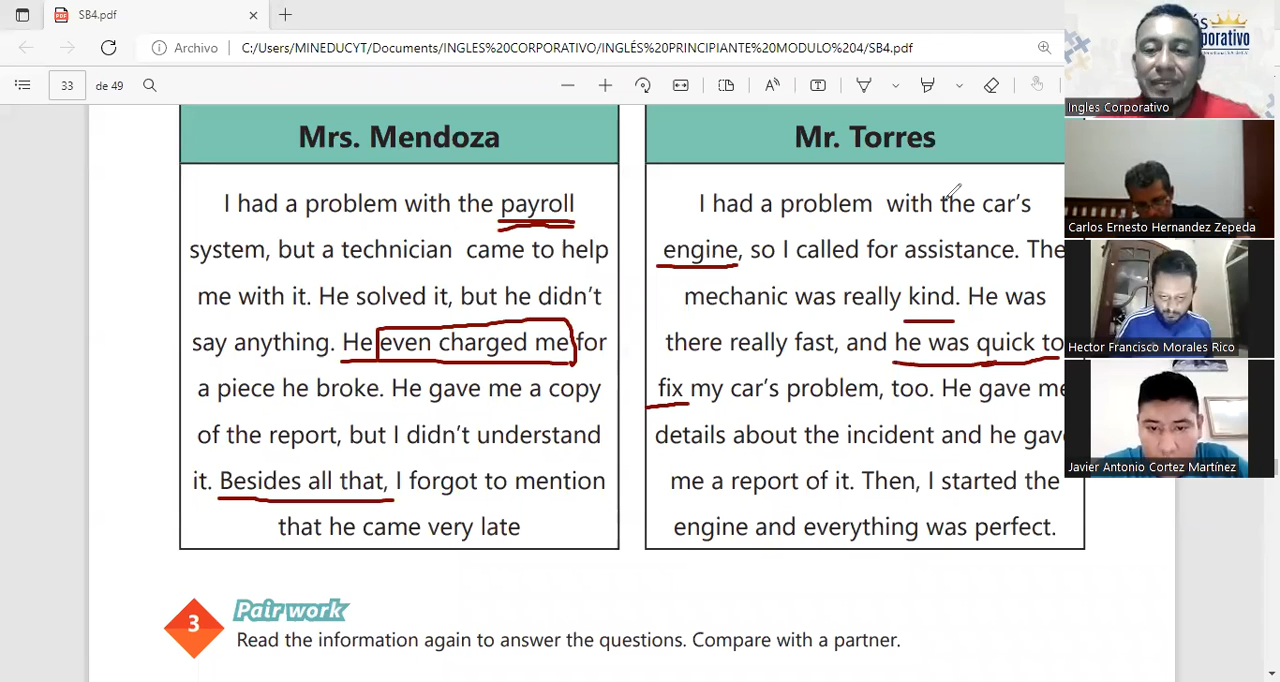 SB4.pdf
Archivo
C:/Users/MINEDUCYT/Documents/INGLES%20CORPORATIVO/INGLÉS%20PRINCIPIANTE%20MODULO%204/SB4.pdf
33 de 49
Mrs. Mendoza
I had a problem with the payroll
system, but a technician came to help
me with it. He solved it, but he didn't
say anything. He even charged me for
a piece he broke. He gave me a copy
of the report, but I didn't understand
it. Besides all that, I forgot to mention
that he came very late
Mr. Torres
I had a problem with the car's
engine, so I called for assistance. The
mechanic was really kind. He was
there really fast, and he was quick to
fix my car's problem, too. He gave me
details about the incident and he gav
me a report of it. Then, I started the
engine and everything was perfect.
3
Pair work
Read the information again to answer the questions. Compare with a partner.
Ingles Corporativo
Carlos Ernesto Hernandez Zepeda
Hector Francisco Morales Rico
Javier Antonio Cortez Martínez